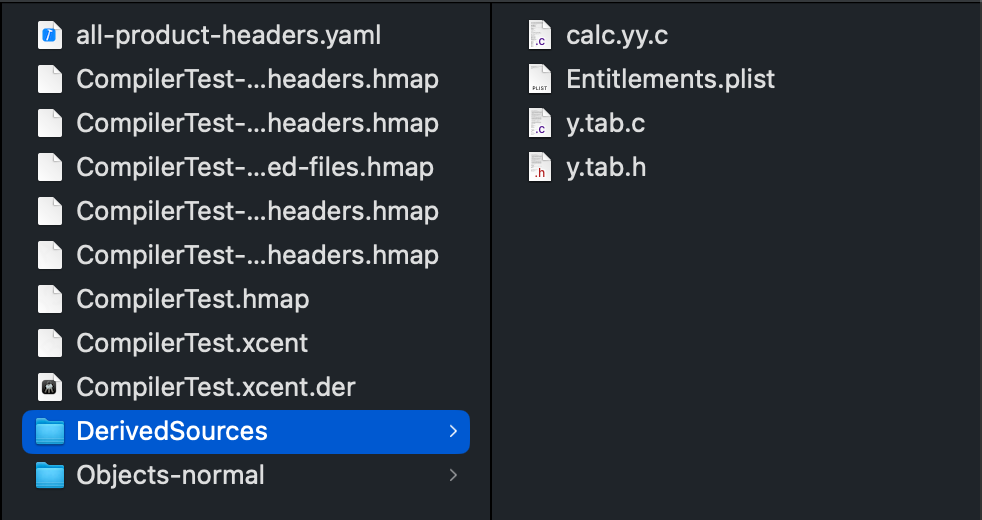 all-product-headers.yaml
CompilerTest-...headers.hmap
CompilerTest-...headers.hmap
CompilerTest-...ed-files.hmap
CompilerTest-...headers.hmap
CompilerTest-...headers.hmap
CompilerTest.hmap
CompilerTest.xcent
CompilerTest.xcent.der
DerivedSources
Objects-normal
.c
calc.yy.c
PLIST
Entitlements.plist
.c
y.tab.c
.h
y.tab.h